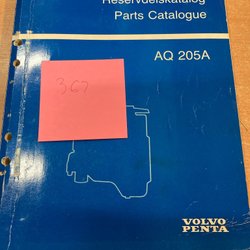 Reservdelskatalog
Parts Catalogue
AQ 205A
367
VOLVO
PENTA